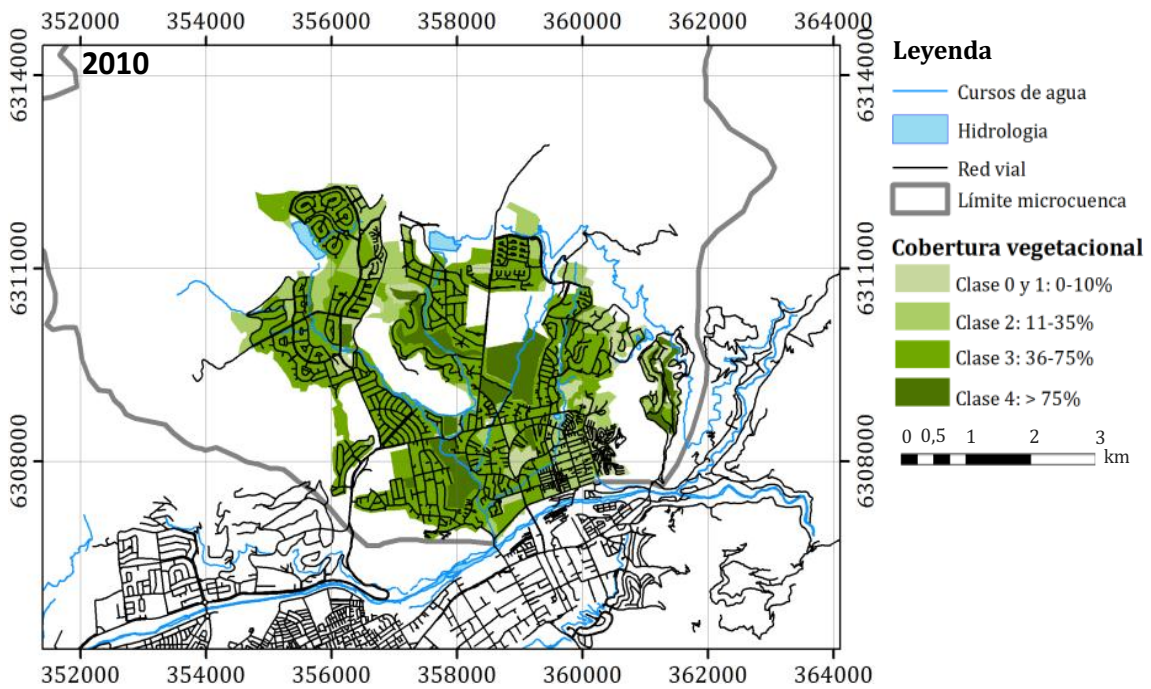 352000 354000 356000 358000 360000 362000 364000
2010
6314000
6311000
6308000
6314000
6311000
6308000
352000 354000 356000 358000 360000 362000 364000
Leyenda
Cursos de agua
Hidrologia
Red vial
Límite microcuenca
Cobertura vegetacional
Clase 0 y 1: 0-10%
Clase 2: 11-35%
Clase 3: 36-75%
Clase 4: > 75%
0 0,5 1 2 3
km